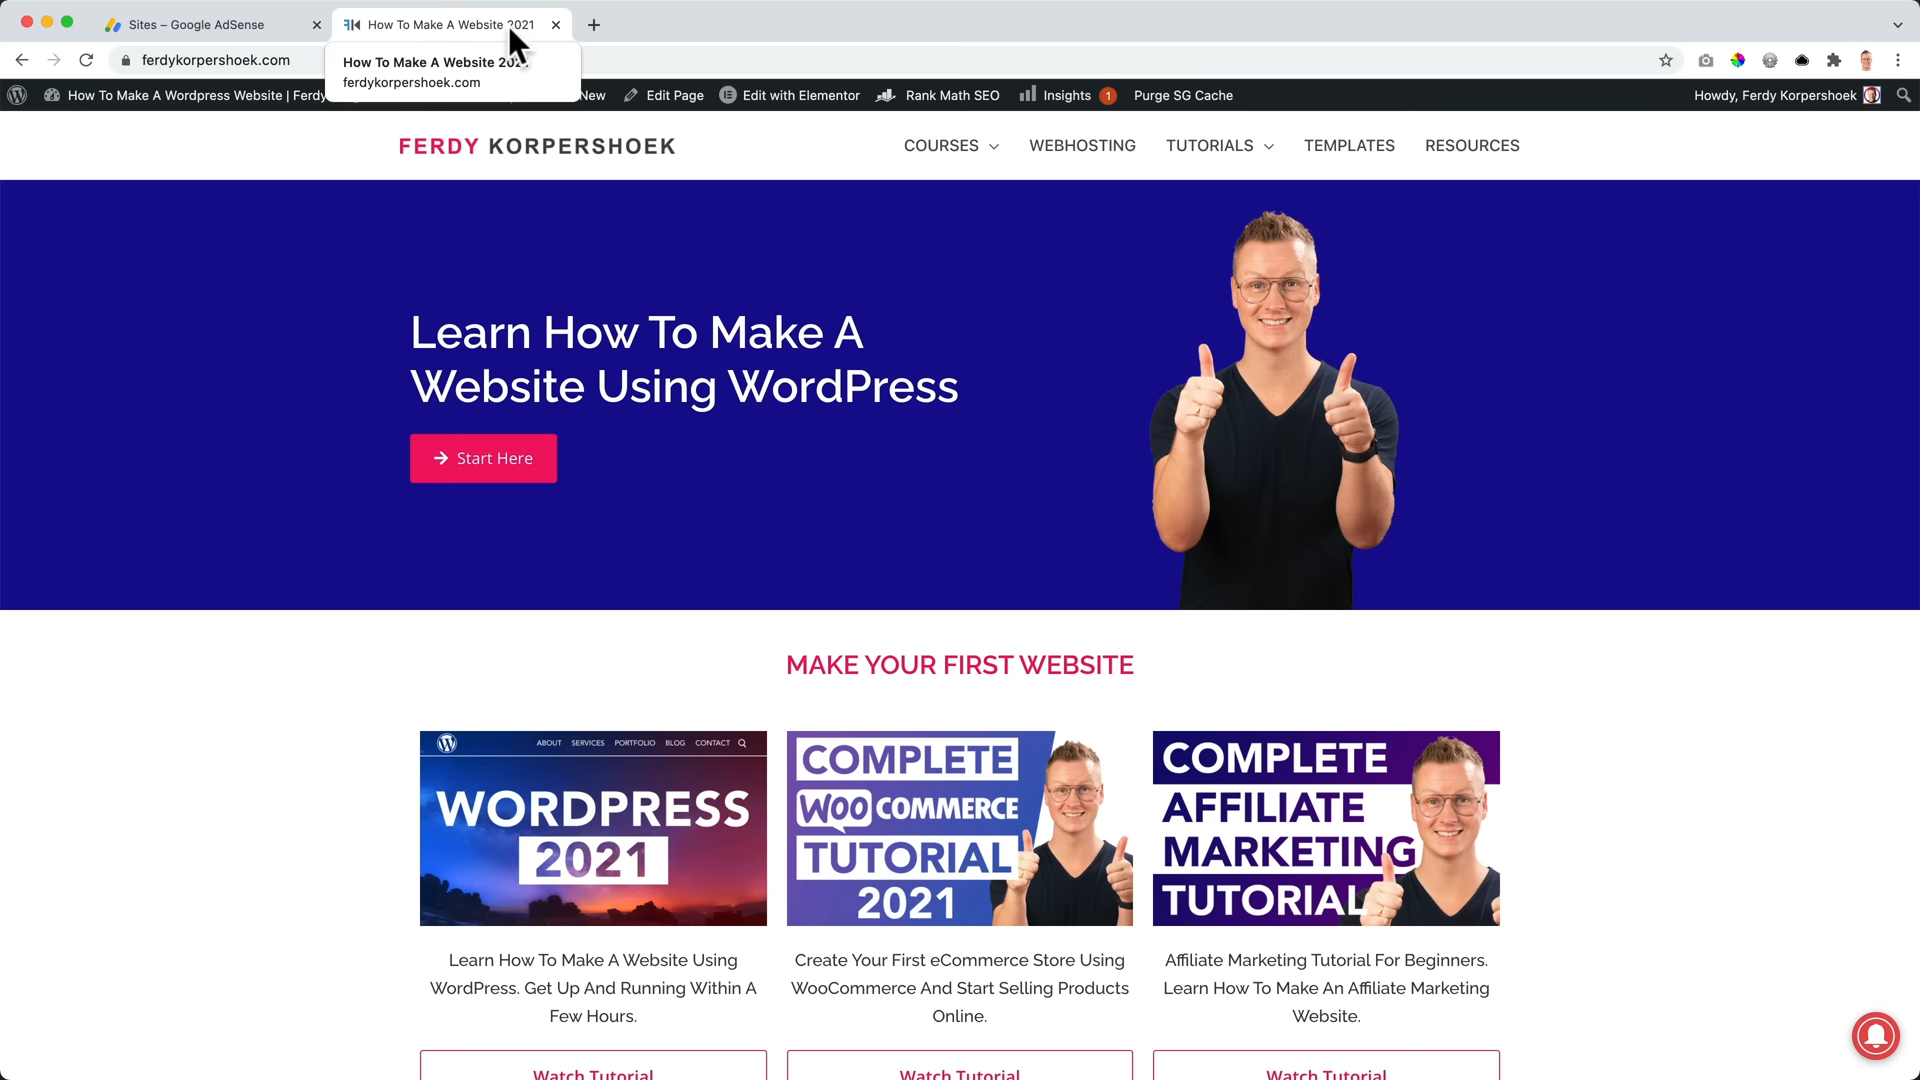 Sites – Google AdSense
How To Make A Website 2021
ferdykorpershoek.com
How To Make A Website
ferdykorpershoek.com
How To Make A Wordpress Website | Ferdy
New
Edit Page
Edit with Elementor
Rank Math SEO
Insights
1
Purge SG Cache
Howdy, Ferdy Korpershoek
FERDY KORPERSHOEK
COURSES
WEBHOSTING
TUTORIALS
TEMPLATES
RESOURCES
Learn How To Make A
Website Using WordPress
Start Here
MAKE YOUR FIRST WEBSITE
ABOUT SERVICES PORTFOLIO BLOG CONTACT
WORDPRESS
2021
COMPLETE
WOO COMMERCE
TUTORIAL
2021
COMPLETE
AFFILIATE
MARKETING
TUTORIAL
Learn How To Make A Website Using
WordPress. Get Up And Running Within A
Few Hours.
Create Your First eCommerce Store Using
WooCommerce And Start Selling Products
Online.
Affiliate Marketing Tutorial For Beginners.
Learn How To Make An Affiliate Marketing
Website.
Watch Tutorial
Watch Tutorial
Watch Tutorial